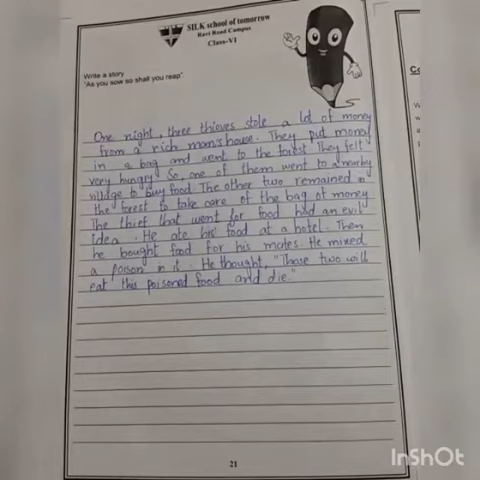 SILK school of tomorrow
Ravi Road Campus
Class-VI
Write a story
"As you sow so shall you reap"
One night, three thieves stole a lot of money
from a rich man's house. They put money
in a bag and went to the forest. They felt
very hungry. So, one of them went to a nearby
village to buy food. The other two remained in
the forest to take care of the bag of money
The thief that went for food had an evil
idea. He ate his food at a hotel. Then
he bought food for his mates. He mixed
a poison in it. He thought, "Those two will
eat this poisoned food and die."
21
InShOt